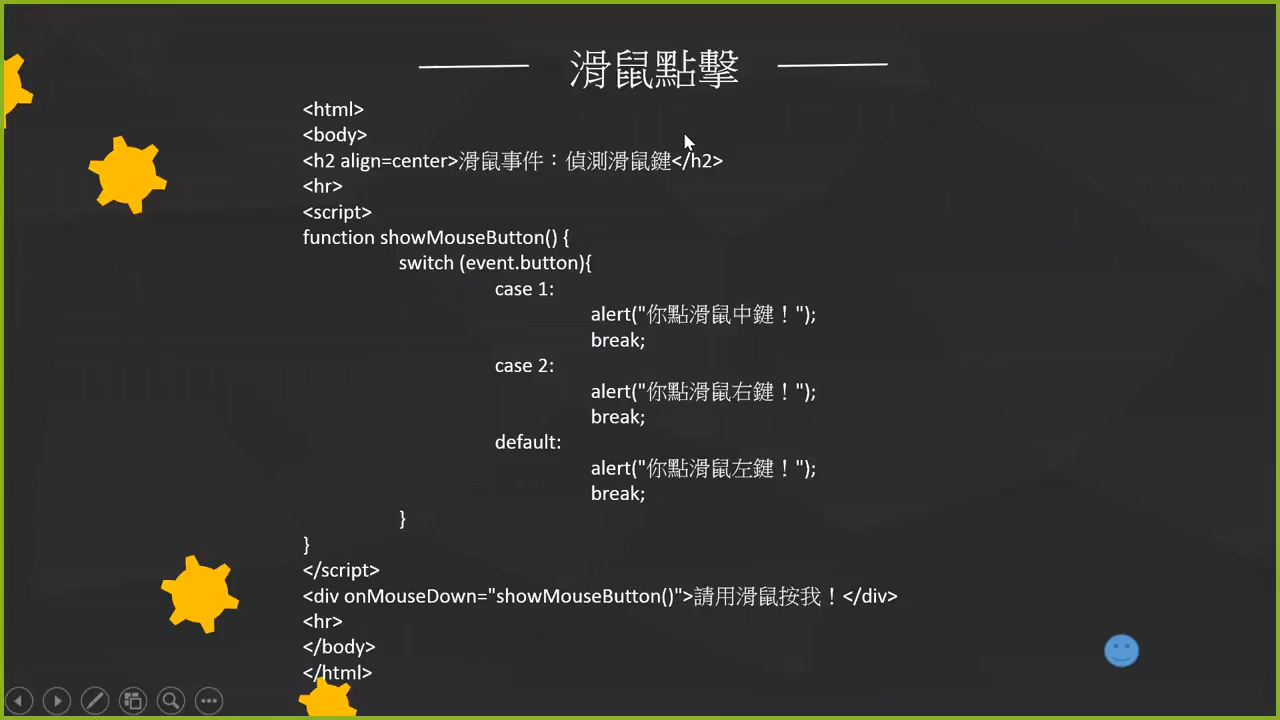 滑鼠點擊
<html>
<body>
<h2 align=center>滑鼠事件：偵測滑鼠鍵</h2>
<hr>
<script>
function showMouseButton() {
switch (event.button){
case 1:
alert("你點滑鼠中鍵！");
break;
case 2:
alert("你點滑鼠右鍵！");
break;
default:
alert("你點滑鼠左鍵！");
break;
}
}
</script>
<div onMouseDown="showMouseButton()">請用滑鼠按我！</div>
<hr>
</body>
</html>